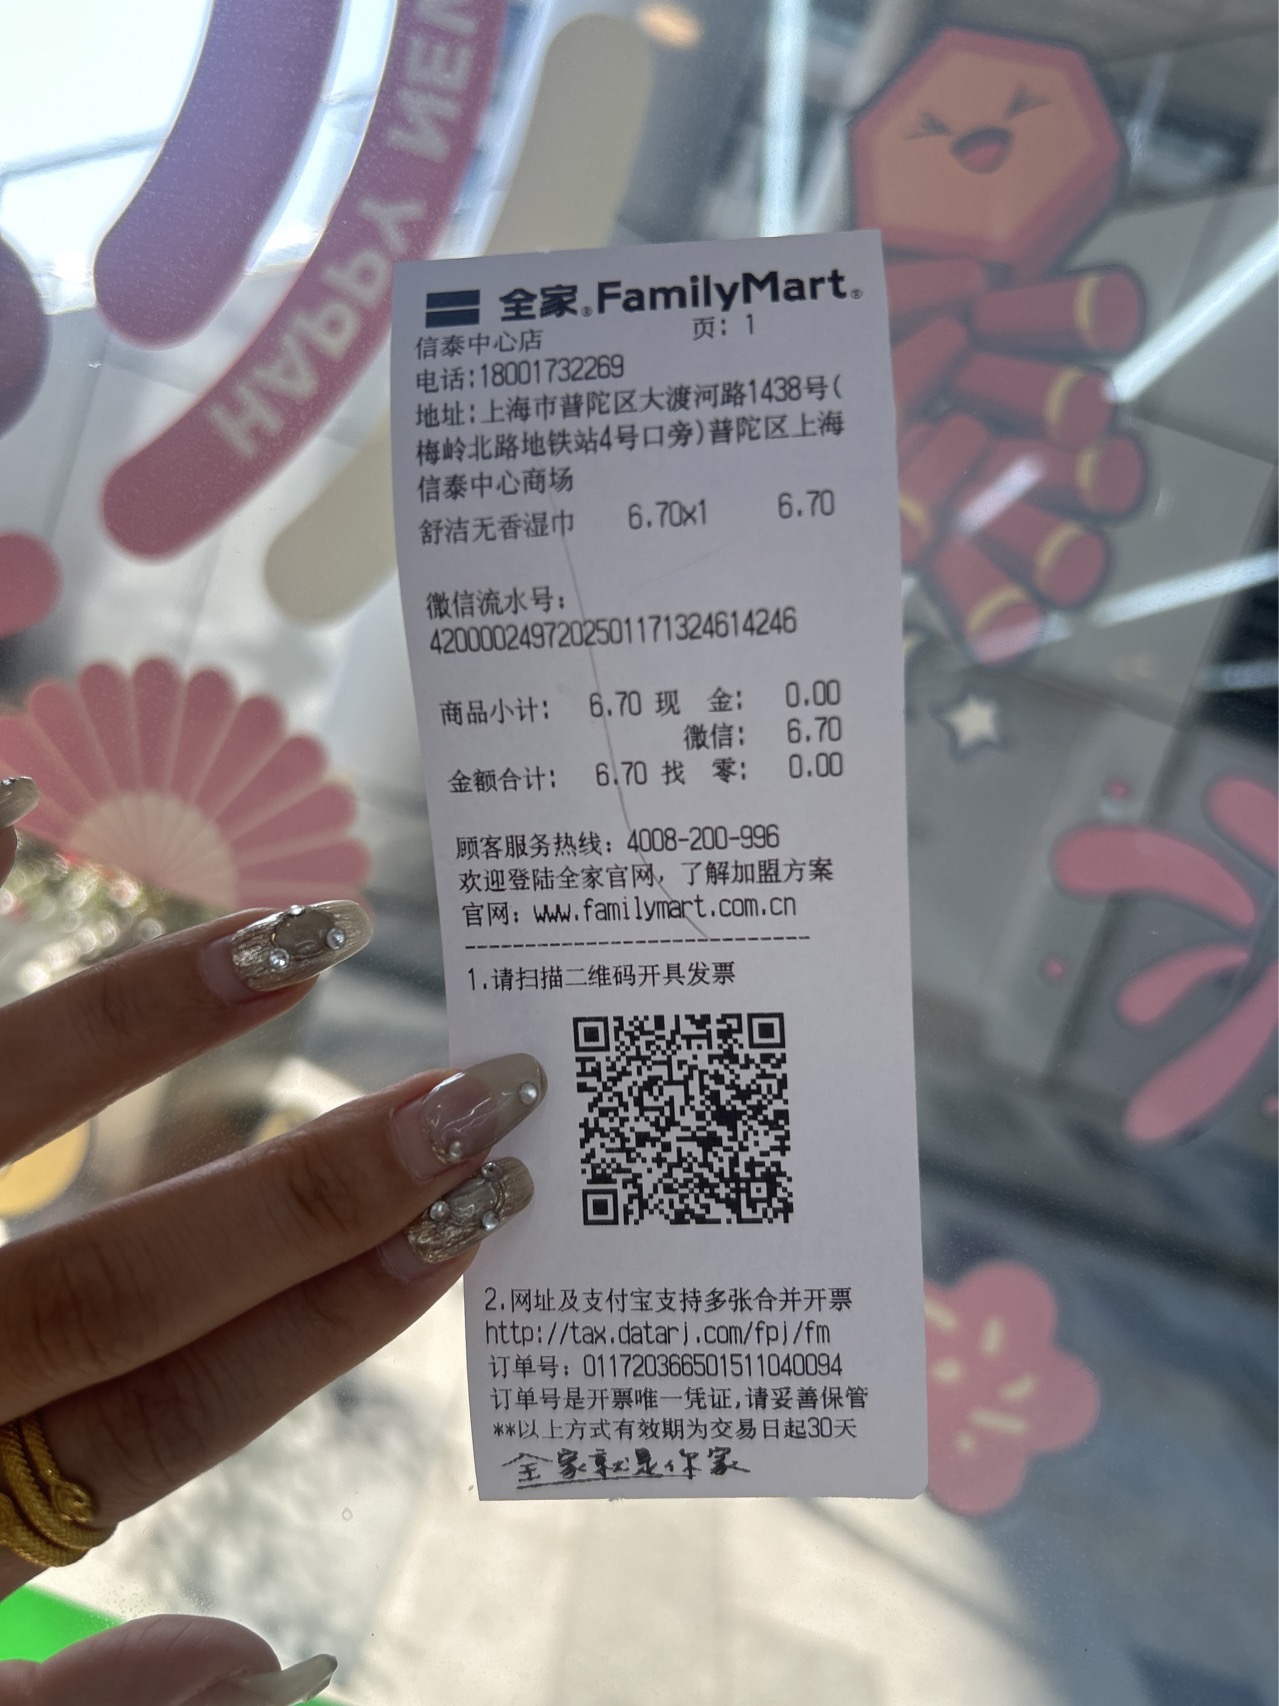 HAPPY NEW
全家® FamilyMart®
信泰中心店 页: 1
电话:18001732269
地址:上海市普陀区大渡河路1438号(
梅岭北路地铁站4号口旁)普陀区上海
信泰中心商场
舒洁无香湿巾 6.70x1 6.70
微信流水号:
4200002497202501171324614246
商品小计: 6.70 现 金: 0.00
微信: 6.70
金额合计: 6.70 找 零: 0.00
顾客服务热线: 4008-200-996
欢迎登陆全家官网, 了解加盟方案
官网: www.familymart.com.cn
1.请扫描二维码开具发票
2.网址及支付宝支持多张合并开票
http://tax.datarj.com/fpj/fm
订单号: 01172036650151​1040094
订单号是开票唯一凭证,请妥善保管
**以上方式有效期为交易日起30天
全家就是你家